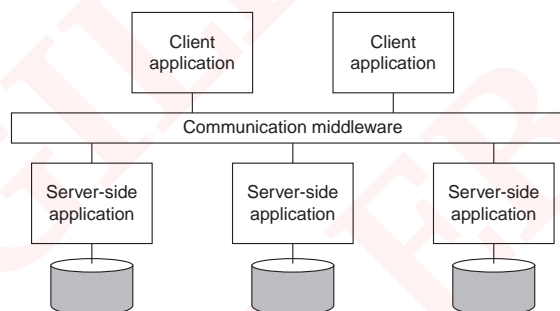 Client
application
Client
application
Communication middleware
Server-side
application
Server-side
application
Server-side
application